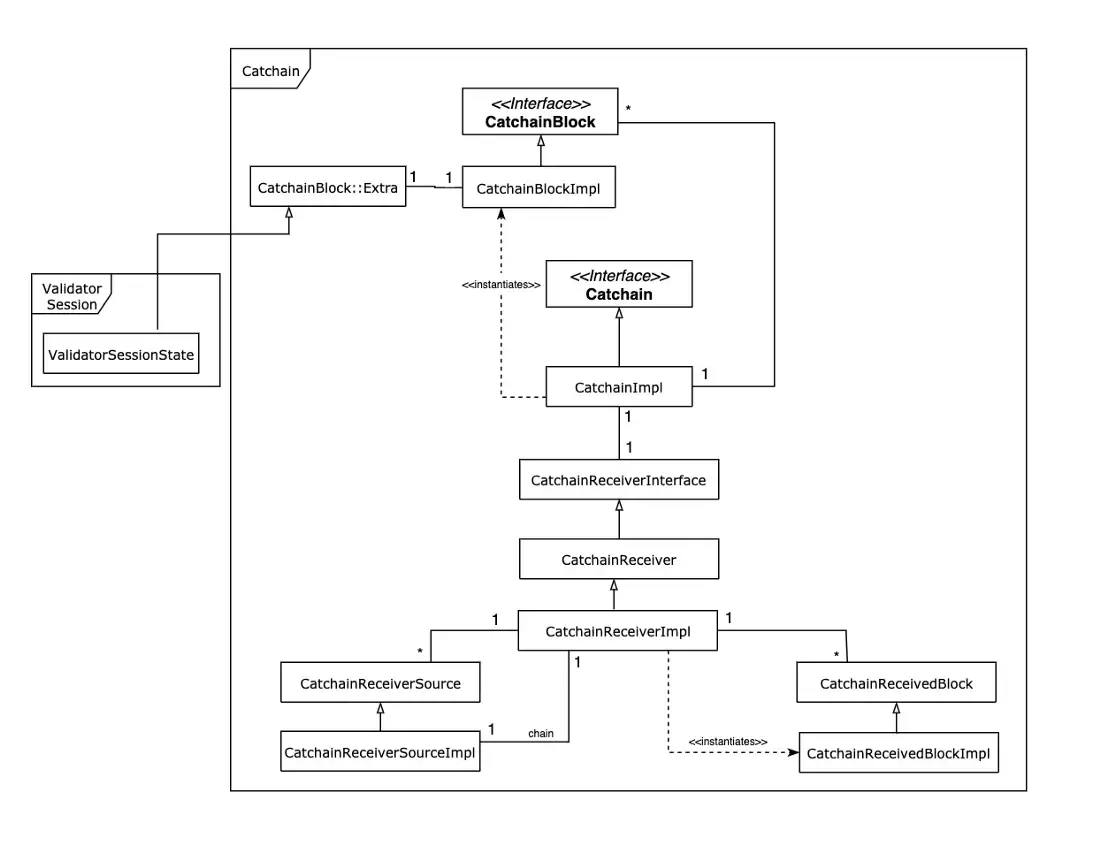 Catchain
<<Interface>>
CatchainBlock
*
CatchainBlock::Extra
1
1
CatchainBlockImpl
<<instantiates>>
<<Interface>>
Catchain
Validator
Session
ValidatorSessionState
CatchainImpl
1
1
1
CatchainReceiverInterface
CatchainReceiver
1
CatchainReceiverImpl
1
*
1
*
CatchainReceiverSource
CatchainReceivedBlock
1
chain
<<instantiates>>
CatchainReceiverSourceImpl
CatchainReceivedBlockImpl